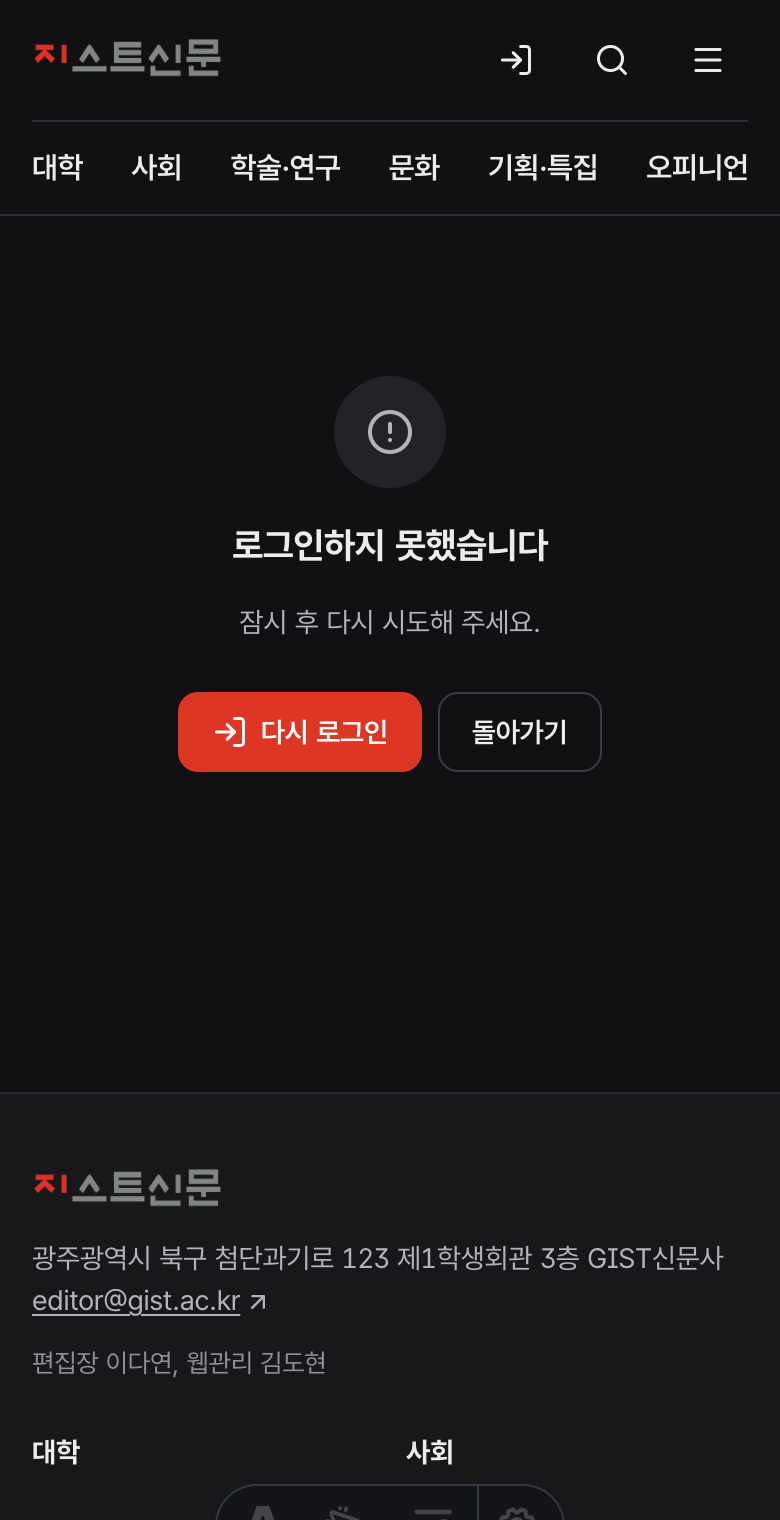 지스트신문
대학 사회 학술·연구 문화 기획·특집 오피니언
로그인하지 못했습니다
잠시 후 다시 시도해 주세요.
다시 로그인 돌아가기
지스트신문
광주광역시 북구 첨단과기로 123 제1학생회관 3층 GIST신문사
editor@gist.ac.kr ↗
편집장 이다연, 웹관리 김도현
대학 사회